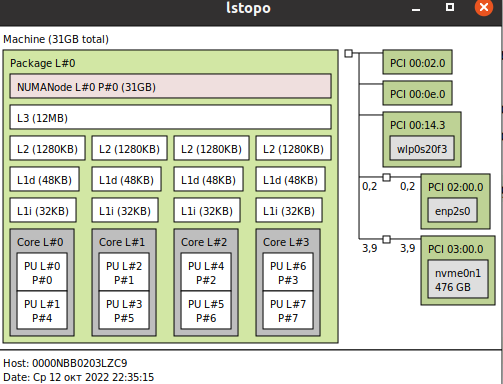 lstopo
Machine (31GB total)
Package L#0
NUMANode L#0 P#0 (31GB)
L3 (12MB)
L2 (1280KB) L2 (1280KB) L2 (1280KB) L2 (1280KB)
L1d (48KB) L1d (48KB) L1d (48KB) L1d (48KB)
L1i (32KB) L1i (32KB) L1i (32KB) L1i (32KB)
Core L#0 Core L#1 Core L#2 Core L#3
PU L#0 PU L#2 PU L#4 PU L#6
P#0 P#1 P#2 P#3
PU L#1 PU L#3 PU L#5 PU L#7
P#4 P#5 P#6 P#7
PCI 00:02.0
PCI 00:0e.0
PCI 00:14.3
wlp0s20f3
0,2 0,2 PCI 02:00.0
enp2s0
3,9 3,9 PCI 03:00.0
nvme0n1
476 GB
Host: 0000NBB0203LZC9
Date: Ср 12 окт 2022 22:35:15